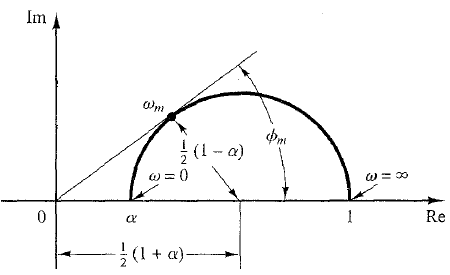 Im
ω_m
½ (1 − α)
φ_m
ω = 0
ω = ∞
0
α
1
Re
½ (1 + α)